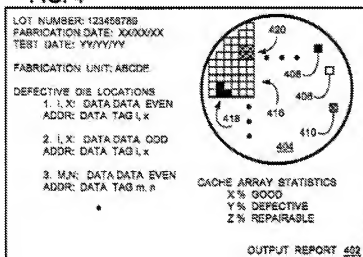 LOT NUMBER: 123456789
FABRICATION DATE: XX/XX/XX
TEST DATE: YY/YY/YY
FABRICATION UNIT: ABCDE
DEFECTIVE DIE LOCATIONS
1. I, X: DATA DATA EVEN
ADDR: DATA TAG I, X
2. I, X: DATA DATA ODD
ADDR: DATA TAG I, X
3. M,N: DATA DATA EVEN
ADDR: DATA TAG m, n
420
406
408
416
418
410
404
CACHE ARRAY STATISTICS
X % GOOD
Y % DEFECTIVE
Z % REPAIRABLE
OUTPUT REPORT 402